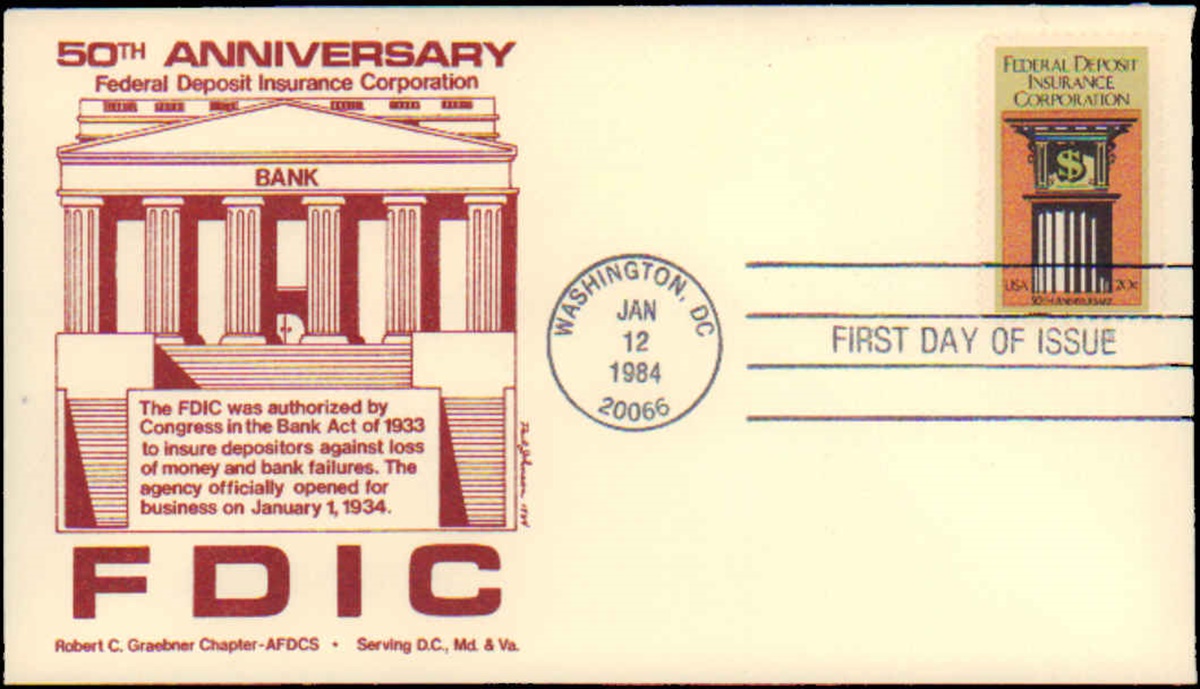 50TH ANNIVERSARY
Federal Deposit Insurance Corporation
BANK
The FDIC was authorized by
Congress in the Bank Act of 1933
to insure depositors against loss
of money and bank failures. The
agency officially opened for
business on January 1, 1934.
FDIC
Robert C. Graebner Chapter-AFDCS • Serving D.C., Md. & Va.
WASHINGTON, DC
JAN
12
1984
20066
FEDERAL DEPOSIT
INSURANCE
CORPORATION
$
USA 20c
50TH ANNIVERSARY
FIRST DAY OF ISSUE